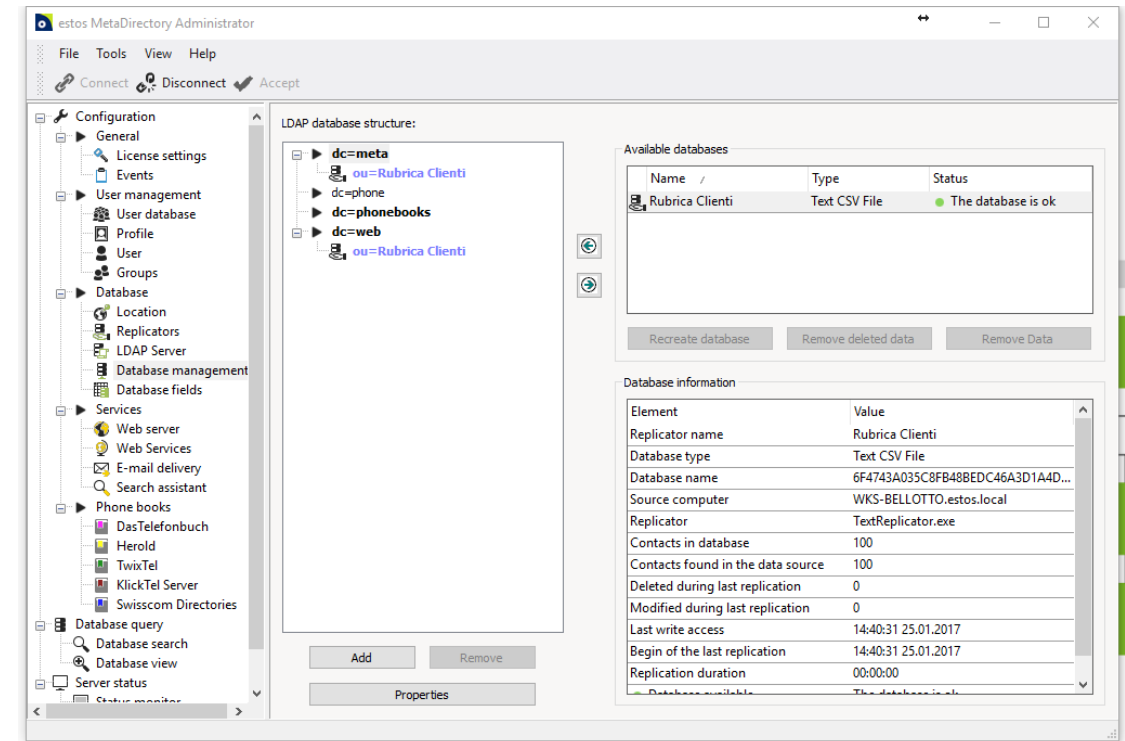 estos MetaDirectory Administrator
File Tools View Help
Connect Disconnect Accept
Configuration
General
License settings
Events
User management
User database
Profile
User
Groups
Database
Location
Replicators
LDAP Server
Database management
Database fields
Services
Web server
Web Services
E-mail delivery
Search assistant
Phone books
DasTelefonbuch
Herold
TwixTel
KlickTel Server
Swisscom Directories
Database query
Database search
Database view
Server status
Status monitor
LDAP database structure:
dc=meta
ou=Rubrica Clienti
dc=phone
dc=phonebooks
dc=web
ou=Rubrica Clienti
Add Remove
Properties
Available databases
Name Type Status
Rubrica Clienti Text CSV File The database is ok
Recreate database Remove deleted data Remove Data
Database information
Element Value
Replicator name Rubrica Clienti
Database type Text CSV File
Database name 6F4743A035C8FB48BEDC46A3D1A4D...
Source computer WKS-BELLOTTO.estos.local
Replicator TextReplicator.exe
Contacts in database 100
Contacts found in the data source 100
Deleted during last replication 0
Modified during last replication 0
Last write access 14:40:31 25.01.2017
Begin of the last replication 14:40:31 25.01.2017
Replication duration 00:00:00
Database available The database is ok